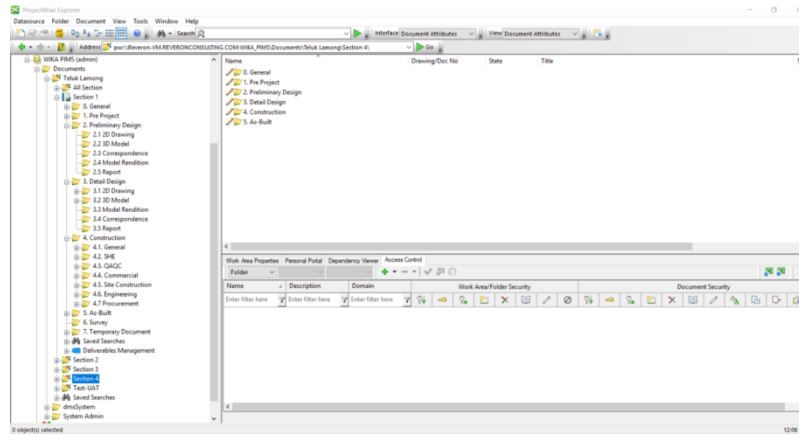 ProjectWise Explorer
Datasource Folder Document View Tools Window Help
Search Interface Document Attributes View Document Attributes
Address pw:\\Reveron-VM.REVERONCONSULTING.COM:WIKA_PIMS\Documents\Teluk Lamong\Section 4\ Go
WIKA PIMS (admin)
Documents
Teluk Lamong
All Section
Section 1
0. General
1. Pre Project
2. Preliminary Design
2.1 2D Drawing
2.2 3D Model
2.3 Correspondence
2.4 Model Rendition
2.5 Report
3. Detail Design
3.1 2D Drawing
3.2 3D Model
3.3 Model Rendition
3.4 Correspondence
3.5 Report
4. Construction
4.1. General
4.2. SHE
4.3. QAQC
4.4. Commercial
4.5. Site Construction
4.6. Engineering
4.7 Procurement
5. As-Built
6. Survey
7. Temporary Document
Saved Searches
Deliverables Management
Section 2
Section 3
Section 4
Test-UAT
Saved Searches
dmsSystem
System Admin
Name Drawing/Doc No State Title
0. General
1. Pre Project
2. Preliminary Design
3. Detail Design
4. Construction
5. As-Built
Work Area Properties Personal Portal Dependency Viewer Access Control
Folder
Name Description Domain Work Area/Folder Security Document Security
Enter filter here Enter filter here Enter filter here
0 object(s) selected 12:06